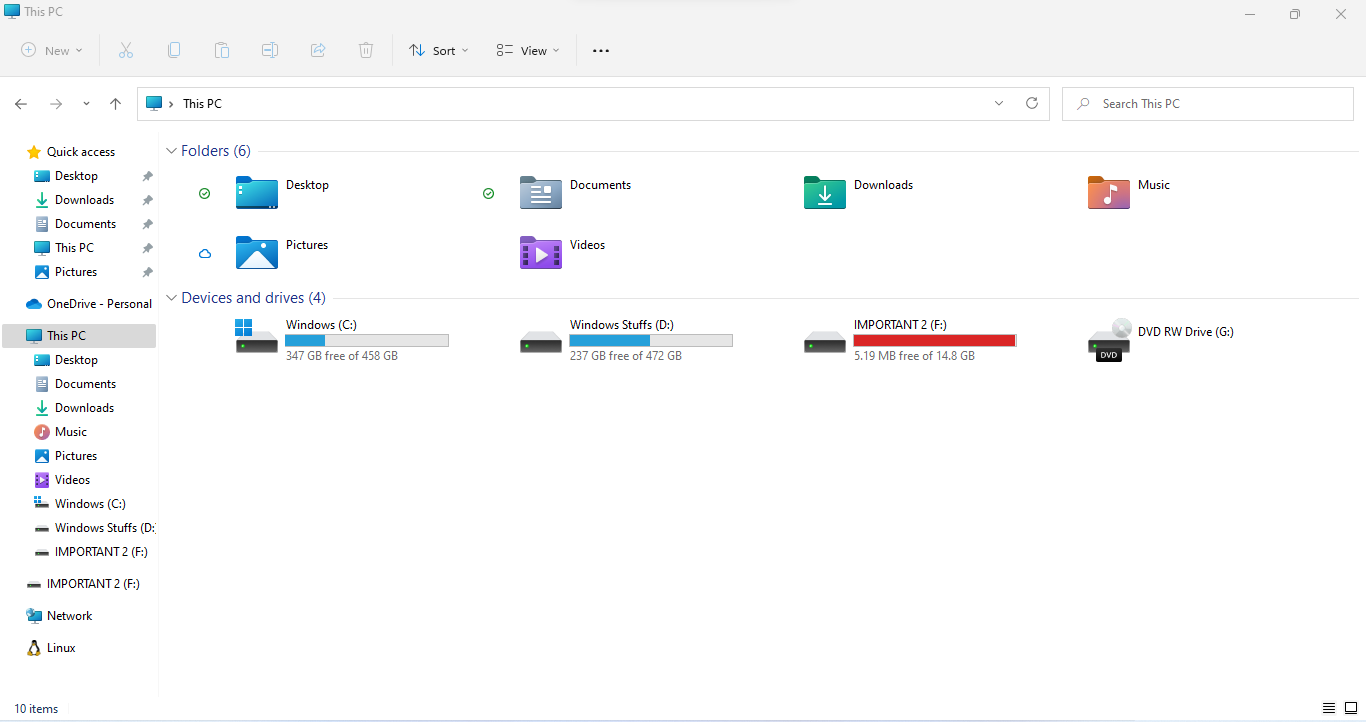 This PC
New
Sort
View
This PC
Search This PC
Quick access
Desktop
Downloads
Documents
This PC
Pictures
OneDrive - Personal
This PC
Desktop
Documents
Downloads
Music
Pictures
Videos
Windows (C:)
Windows Stuffs (D:
IMPORTANT 2 (F:)
IMPORTANT 2 (F:)
Network
Linux
Folders (6)
Desktop
Documents
Downloads
Music
Pictures
Videos
Devices and drives (4)
Windows (C:)
347 GB free of 458 GB
Windows Stuffs (D:)
237 GB free of 472 GB
IMPORTANT 2 (F:)
5.19 MB free of 14.8 GB
DVD RW Drive (G:)
DVD
10 items